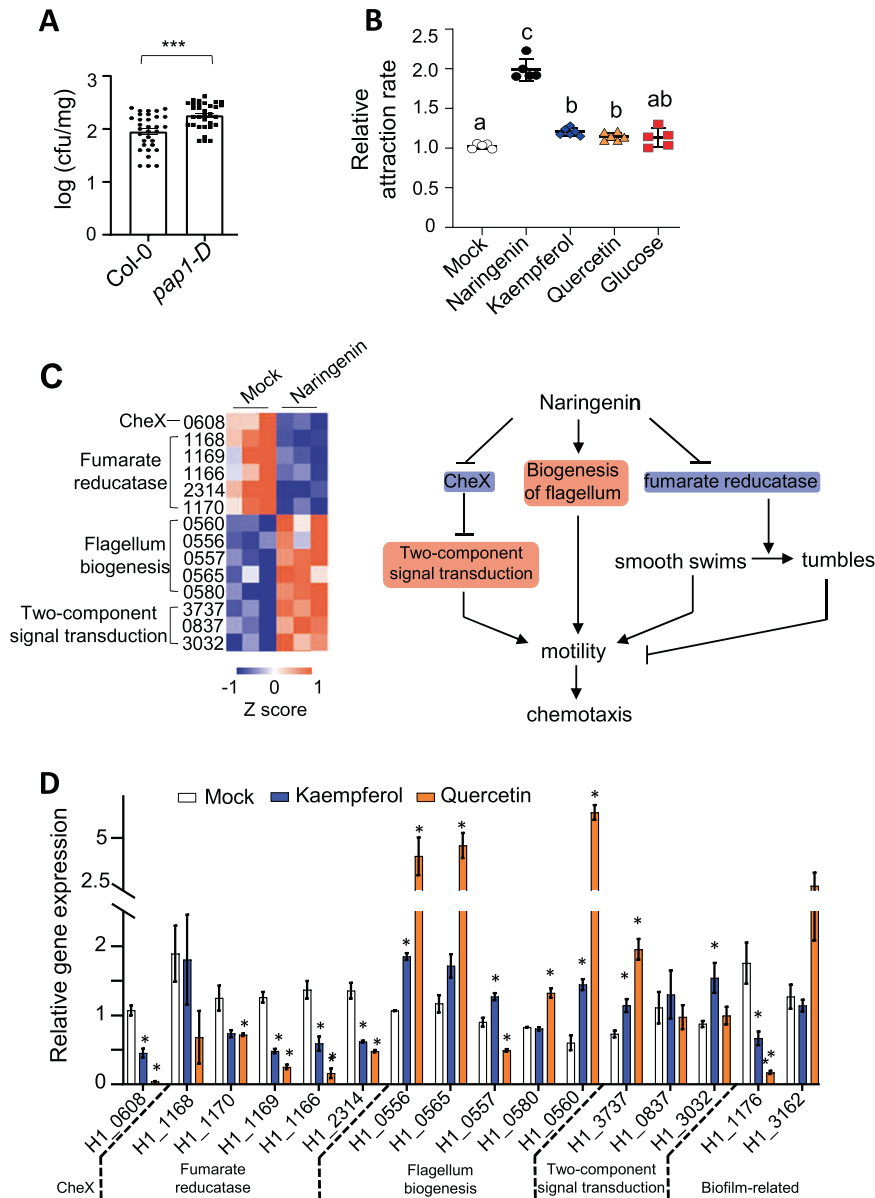 A
***
log (cfu/mg)
3
2
1
0
Col-0
pap1-D
B
Relative
attraction rate
2.5
2.0
1.5
1.0
0.5
0
a
c
b
b
ab
Mock
Naringenin
Kaempferol
Quercetin
Glucose
C
Mock
Naringenin
CheX
0608
1168
1169
1166
2314
1170
Fumarate
reducatase
0560
0556
0557
0565
0580
Flagellum
biogenesis
3737
0837
3032
Two-component
signal transduction
-1 0 1
Z score
Naringenin
CheX
Biogenesis
of flagellum
fumarate reducatase
Two-component
signal transduction
smooth swims
tumbles
motility
chemotaxis
D
Mock Kaempferol Quercetin
Relative gene expression
5
2.5
2
1
0
* * * * * * * * * * * * * * * * * * * * * *
H1_0608
H1_1168
H1_1170
H1_1169
H1_1166
H1_2314
H1_0556
H1_0565
H1_0557
H1_0580
H1_0560
H1_3737
H1_0837
H1_3032
H1_1176
H1_3162
CheX
Fumarate
reducatase
Flagellum
biogenesis
Two-component
signal transduction
Biofilm-related